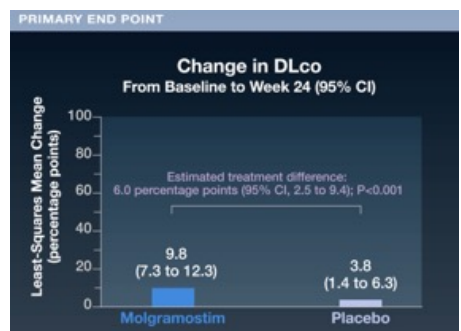 PRIMARY END POINT
Change in DLco
From Baseline to Week 24 (95% CI)
Least-Squares Mean Change
(percentage points)
100
80
60
40
20
0
Estimated treatment difference:
6.0 percentage points (95% CI, 2.5 to 9.4); P<0.001
9.8
(7.3 to 12.3)
3.8
(1.4 to 6.3)
Molgramostim
Placebo